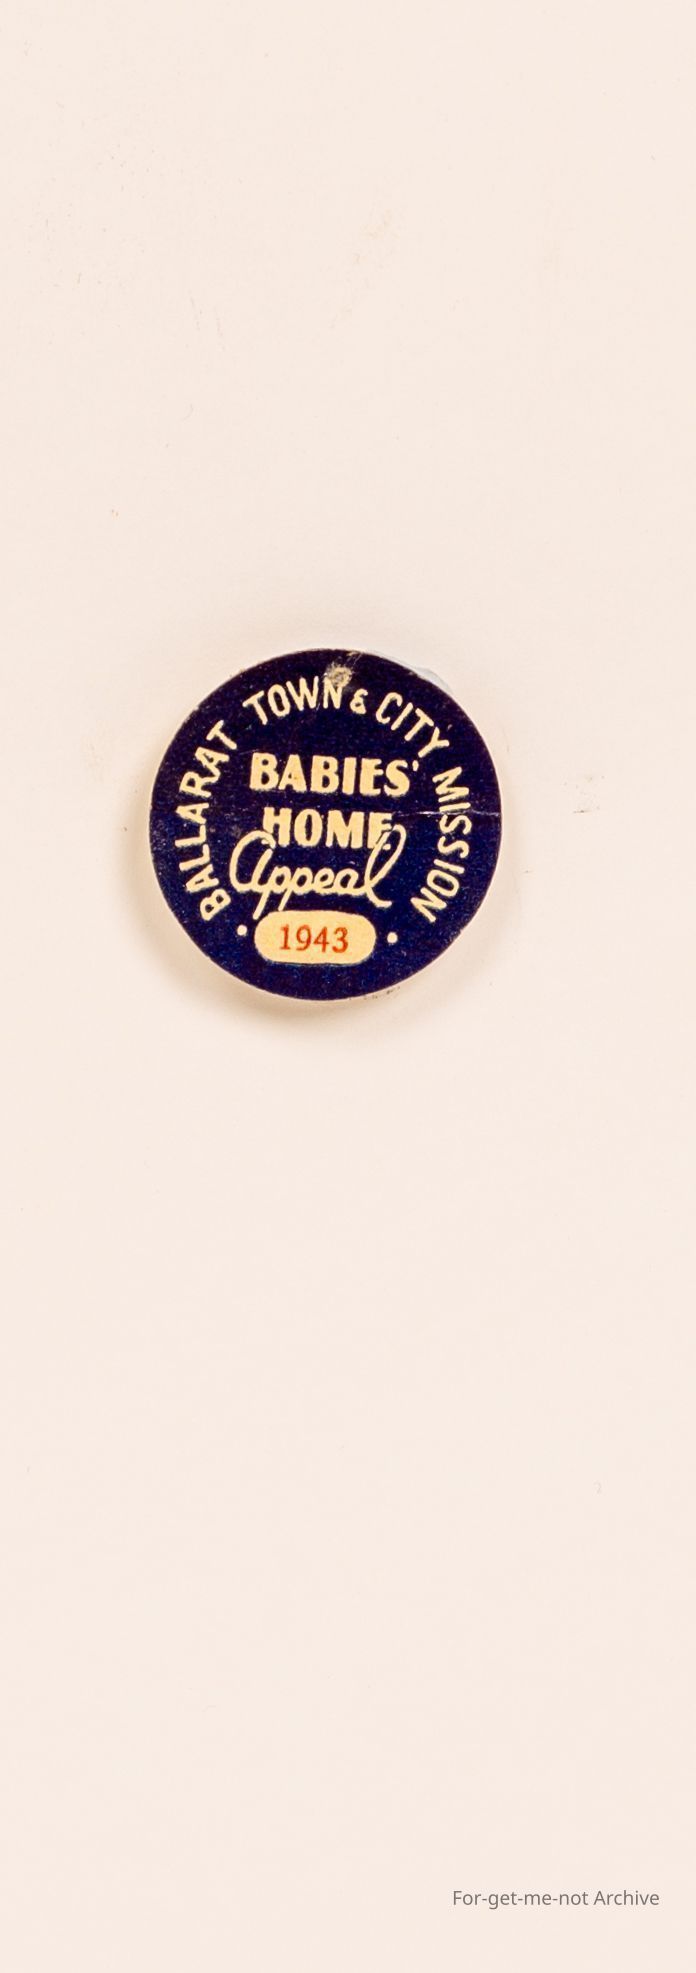 BALLARAT TOWN & CITY MISSION
BABIES'
HOME
Appeal
1943
For-get-me-not Archive